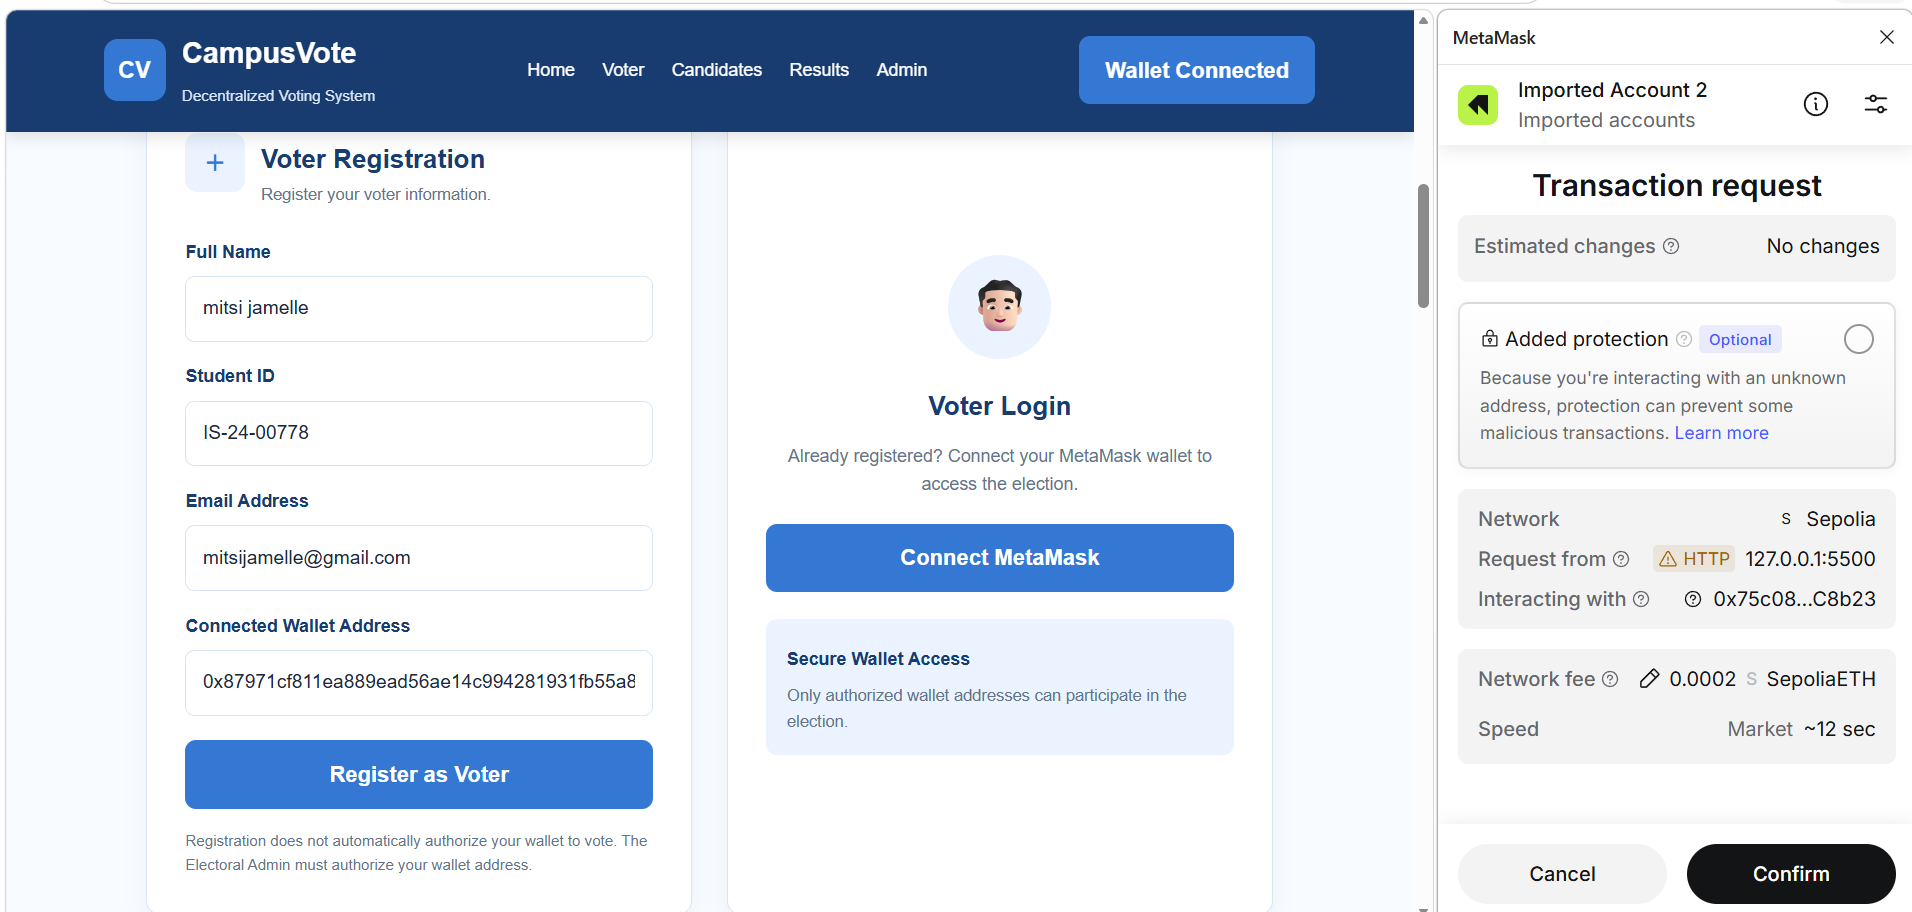 CV
CampusVote
Decentralized Voting System
Home
Voter
Candidates
Results
Admin
Wallet Connected
+
Voter Registration
Register your voter information.
Full Name
mitsi jamelle
Student ID
IS-24-00778
Email Address
mitsijamelle@gmail.com
Connected Wallet Address
0x87971cf811ea889ead56ae14c994281931fb55a8
Register as Voter
Registration does not automatically authorize your wallet to vote. The
Electoral Admin must authorize your wallet address.
Voter Login
Already registered? Connect your MetaMask wallet to
access the election.
Connect MetaMask
Secure Wallet Access
Only authorized wallet addresses can participate in the
election.
MetaMask
Imported Account 2
Imported accounts
Transaction request
Estimated changes
No changes
Added protection
Optional
Because you're interacting with an unknown
address, protection can prevent some
malicious transactions. Learn more
Network
S Sepolia
Request from
HTTP 127.0.0.1:5500
Interacting with
0x75c08...C8b23
Network fee
0.0002 S SepoliaETH
Speed
Market ~12 sec
Cancel
Confirm